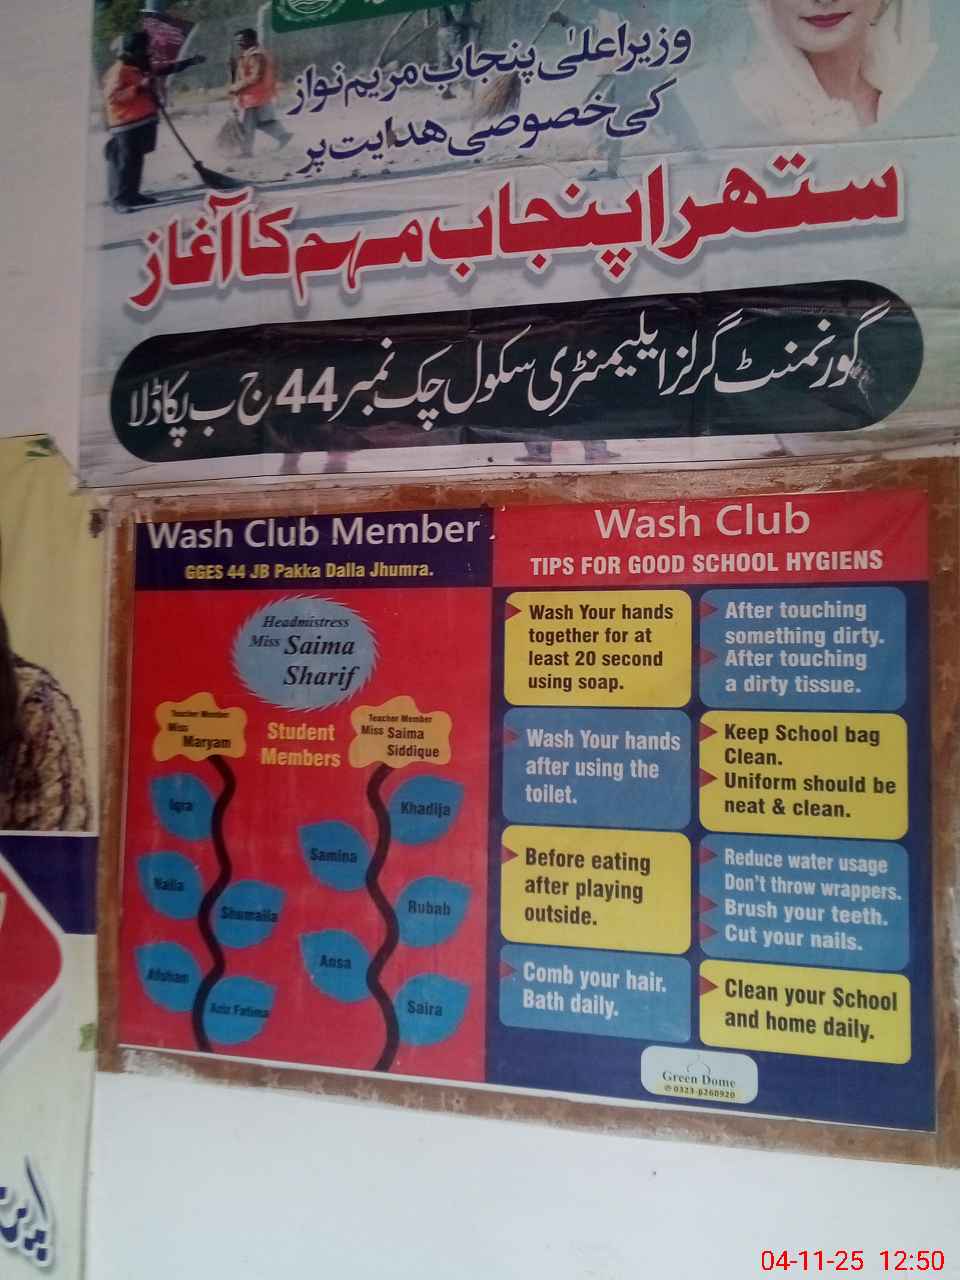 وزیراعلیٰ پنجاب مریم نواز
کی خصوصی ھدایت پر
ستھرا پنجاب مہم کا آغاز
گورنمنٹ گرلز ایلیمنٹری سکول چک نمبر 44 ج ب پکا ڈلا
Wash Club Member
GGES 44 JB Pakka Dalla Jhumra.
Headmistress
Miss Saima
Sharif
Teacher Member
Miss
Maryam
Student
Members
Teacher Member
Miss Saima
Siddique
Iqra
Naila
Shumaila
Afshan
Aziz Fatima
Khadija
Samina
Rubab
Ansa
Saira
Wash Club
TIPS FOR GOOD SCHOOL HYGIENS
Wash Your hands
together for at
least 20 second
using soap.
After touching
something dirty.
After touching
a dirty tissue.
Wash Your hands
after using the
toilet.
Keep School bag
Clean.
Uniform should be
neat & clean.
Before eating
after playing
outside.
Reduce water usage
Don't throw wrappers.
Brush your teeth.
Cut your nails.
Comb your hair.
Bath daily.
Clean your School
and home daily.
Green Dome
04-11-25 12:50